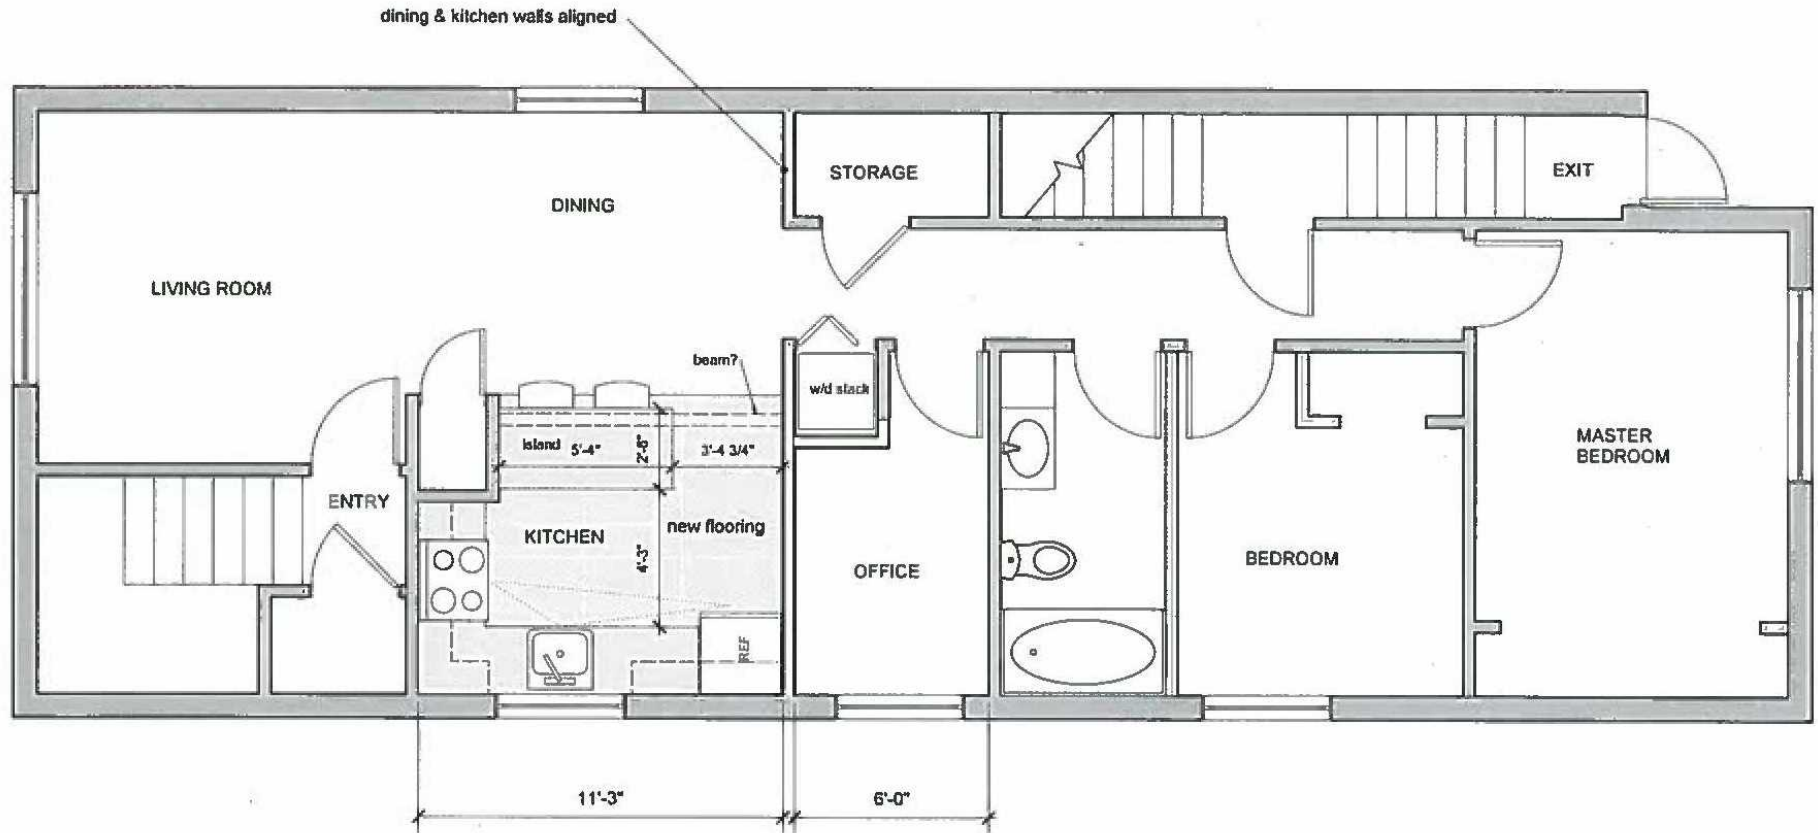 dining & kitchen walls aligned
STORAGE
EXIT
DINING
LIVING ROOM
beam?
w/d stack
island 5'-4"
2'-6"
3'-4 3/4"
MASTER
BEDROOM
ENTRY
KITCHEN
new flooring
4'-3"
OFFICE
BEDROOM
REF
11'-3"
6'-0"